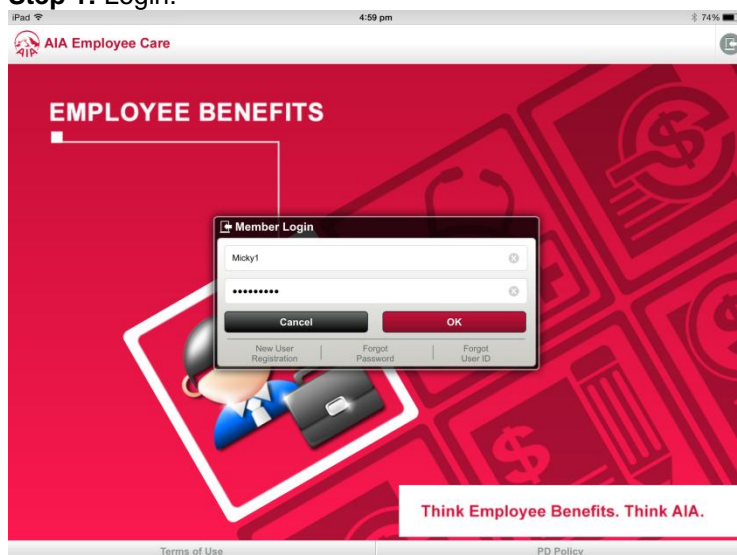 Step 1: Login.
iPad 4:59 pm 74%
AIA AIA Employee Care
EMPLOYEE BENEFITS
Member Login
Micky1
•••••••••
Cancel OK
New User Registration | Forgot Password | Forgot User ID
Think Employee Benefits. Think AIA.
Terms of Use PD Policy